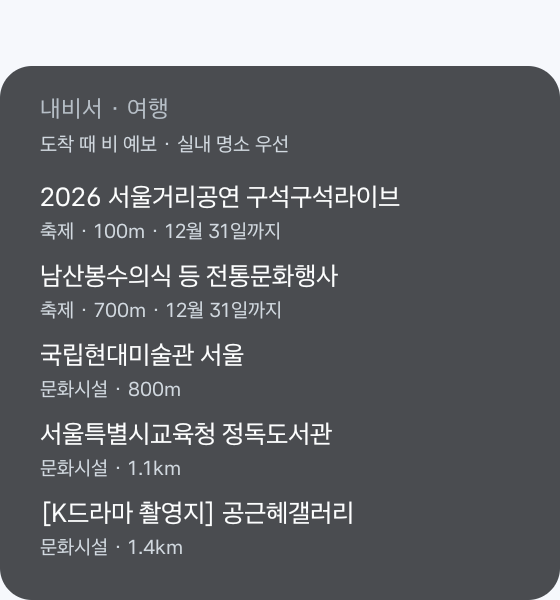 내비서 · 여행
도착 때 비 예보 · 실내 명소 우선
2026 서울거리공연 구석구석라이브
축제 · 100m · 12월 31일까지
남산봉수의식 등 전통문화행사
축제 · 700m · 12월 31일까지
국립현대미술관 서울
문화시설 · 800m
서울특별시교육청 정독도서관
문화시설 · 1.1km
[K드라마 촬영지] 공근혜갤러리
문화시설 · 1.4km